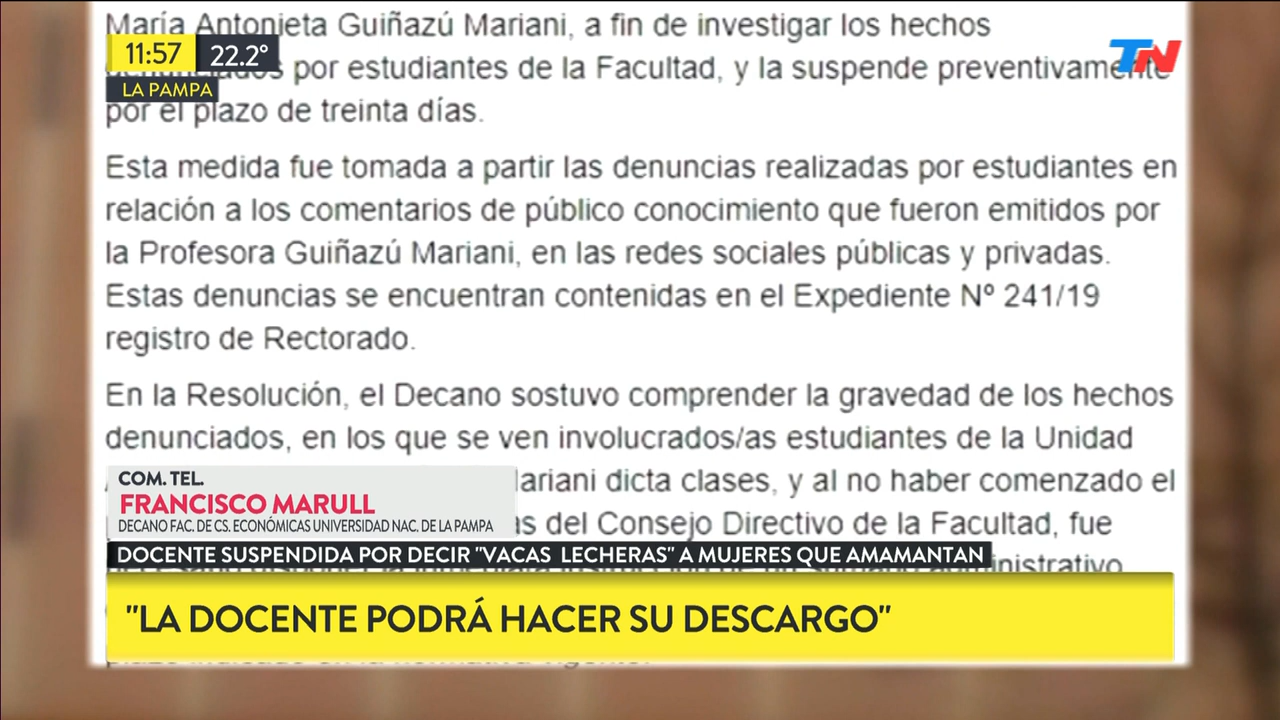 María Antonieta Guiñazú Mariani, a fin de investigar los hechos
11:57 22.2°
TN
por estudiantes de la Facultad, y la suspende preventivamente
LA PAMPA
por el plazo de treinta días.
Esta medida fue tomada a partir las denuncias realizadas por estudiantes en
relación a los comentarios de público conocimiento que fueron emitidos por
la Profesora Guiñazú Mariani, en las redes sociales públicas y privadas.
Estas denuncias se encuentran contenidas en el Expediente Nº 241/19
registro de Rectorado.
En la Resolución, el Decano sostuvo comprender la gravedad de los hechos
denunciados, en los que se ven involucrados/as estudiantes de la Unidad
Mariani dicta clases, y al no haber comenzado el
del Consejo Directivo de la Facultad, fue
COM. TEL.
FRANCISCO MARULL
DECANO FAC. DE CS. ECONÓMICAS UNIVERSIDAD NAC. DE LA PAMPA
DOCENTE SUSPENDIDA POR DECIR "VACAS LECHERAS" A MUJERES QUE AMAMANTAN
"LA DOCENTE PODRÁ HACER SU DESCARGO"